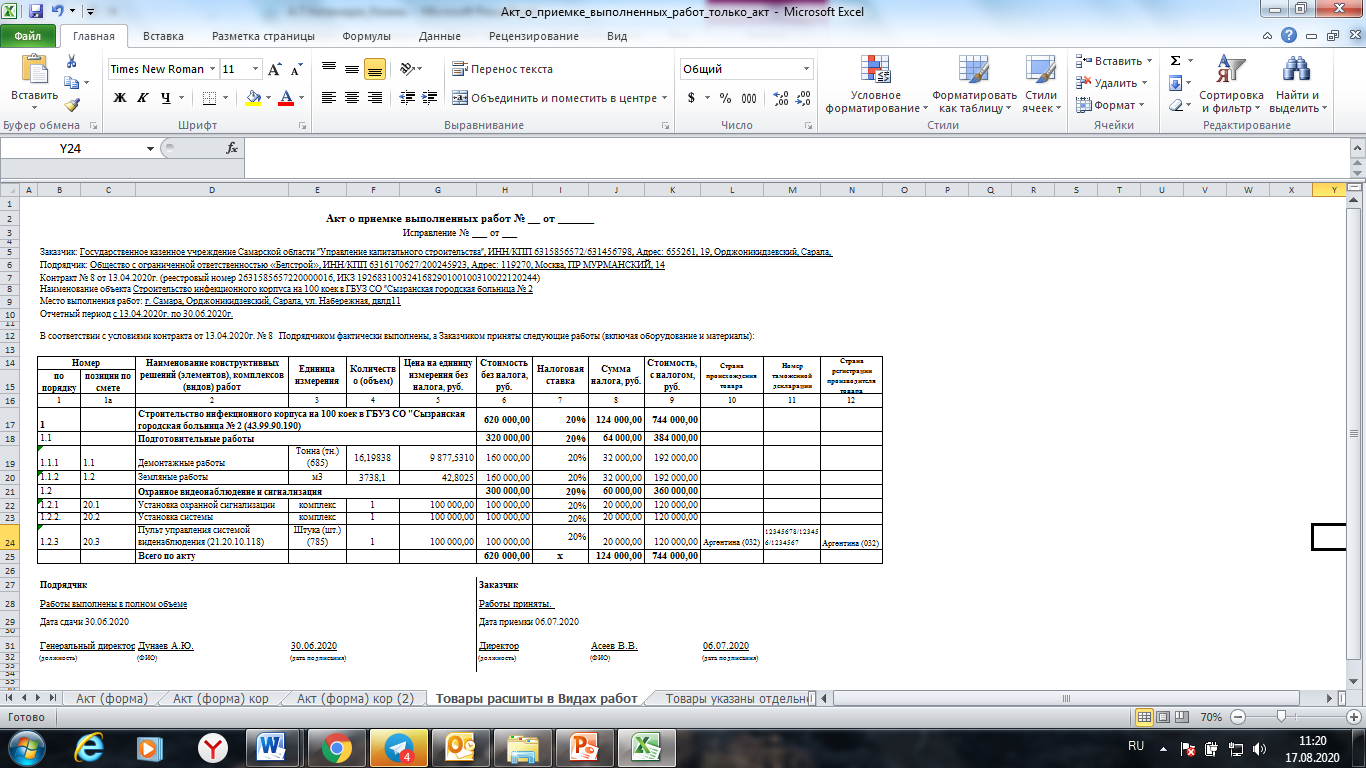 Акт_о_приемке_выполненных_работ_только_акт - Microsoft Excel
Файл Главная Вставка Разметка страницы Формулы Данные Рецензирование Вид
Вставить
Times New Roman 11
Ж К Ч
Перенос текста
Объединить и поместить в центре
Общий
% 000
Условное форматирование
Форматировать как таблицу
Стили ячеек
Вставить
Удалить
Формат
Сортировка и фильтр
Найти и выделить
Буфер обмена Шрифт Выравнивание Число Стили Ячейки Редактирование
Y24 fx
A B C D E F G H I J K L M N O P Q R S T U V W X Y
Акт о приемке выполненных работ № __ от ______
Исправление № ___ от ___
Заказчик: Государственное казенное учреждение Самарской области "Управление капитального строительства", ИНН/КПП 6315856572/631456798, Адрес: 655261, 19, Орджоникидзевский, Сарала,
Подрядчик: Общество с ограниченной ответственностью «Белстрой», ИНН/КПП 6316170627/200245923, Адрес: 119270, Москва, ПР МУРМАНСКИЙ, 14
Контракт № 8 от 13.04.2020г. (реестровый номер 2631585657220000016, ИКЗ 192683100324168290100100310022120244)
Наименование объекта Строительство инфекционного корпуса на 100 коек в ГБУЗ СО "Сызранская городская больница № 2
Место выполнения работ: г. Самара, Орджоникидзевский, Сарала, ул. Набережная, двлд11
Отчетный период с 13.04.2020г. по 30.06.2020г.
В соответствии с условиями контракта от 13.04.2020г. № 8 Подрядчиком фактически выполнены, а Заказчиком приняты следующие работы (включая оборудование и материалы):
Номер
по порядку
позиции по смете
Наименование конструктивных решений (элементов), комплексов (видов) работ
Единица измерения
Количество (объем)
Цена на единицу измерения без налога, руб.
Стоимость без налога, руб.
Налоговая ставка
Сумма налога, руб.
Стоимость, с налогом, руб.
Страна происхождения товара
Номер таможенной декларации
Страна регистрации производителя товара
1 1а 2 3 4 5 6 7 8 9 10 11 12
1 Строительство инфекционного корпуса на 100 коек в ГБУЗ СО "Сызранская городская больница № 2 (43.99.90.190) 620 000,00 20% 124 000,00 744 000,00
1.1 Подготовительные работы 320 000,00 20% 64 000,00 384 000,00
1.1.1 1.1 Демонтажные работы Тонна (тн.) (685) 16,19838 9 877,5310 160 000,00 20% 32 000,00 192 000,00
1.1.2 1.2 Земляные работы м3 3738,1 42,8025 160 000,00 20% 32 000,00 192 000,00
1.2 Охранное видеонаблюдение и сигнализация 300 000,00 20% 60 000,00 360 000,00
1.2.1 20.1 Установка охранной сигнализации комплекс 1 100 000,00 100 000,00 20% 20 000,00 120 000,00
1.2.2. 20.2 Установка системы комплекс 1 100 000,00 100 000,00 20% 20 000,00 120 000,00
1.2.3 20.3 Пульт управления системой виденаблюдения (21.20.10.118) Штука (шт.) (785) 1 100 000,00 100 000,00 20% 20 000,00 120 000,00 Аргентина (032) 12345678/123456/1234567 Аргентина (032)
Всего по акту 620 000,00 х 124 000,00 744 000,00
Подрядчик Заказчик
Работы выполнены в полном объеме Работы приняты.
Дата сдачи 30.06.2020 Дата приемки 06.07.2020
Генеральный директор Дунаев А.Ю. 30.06.2020 Директор Асеев В.В. 06.07.2020
(должность) (ФИО) (дата подписания) (должность) (ФИО) (дата подписания)
Акт (форма) Акт (форма) кор Акт (форма) кор (2) Товары расшиты в Видах работ Товары указаны отдельн
Готово 70%
4 RU 11:20
17.08.2020